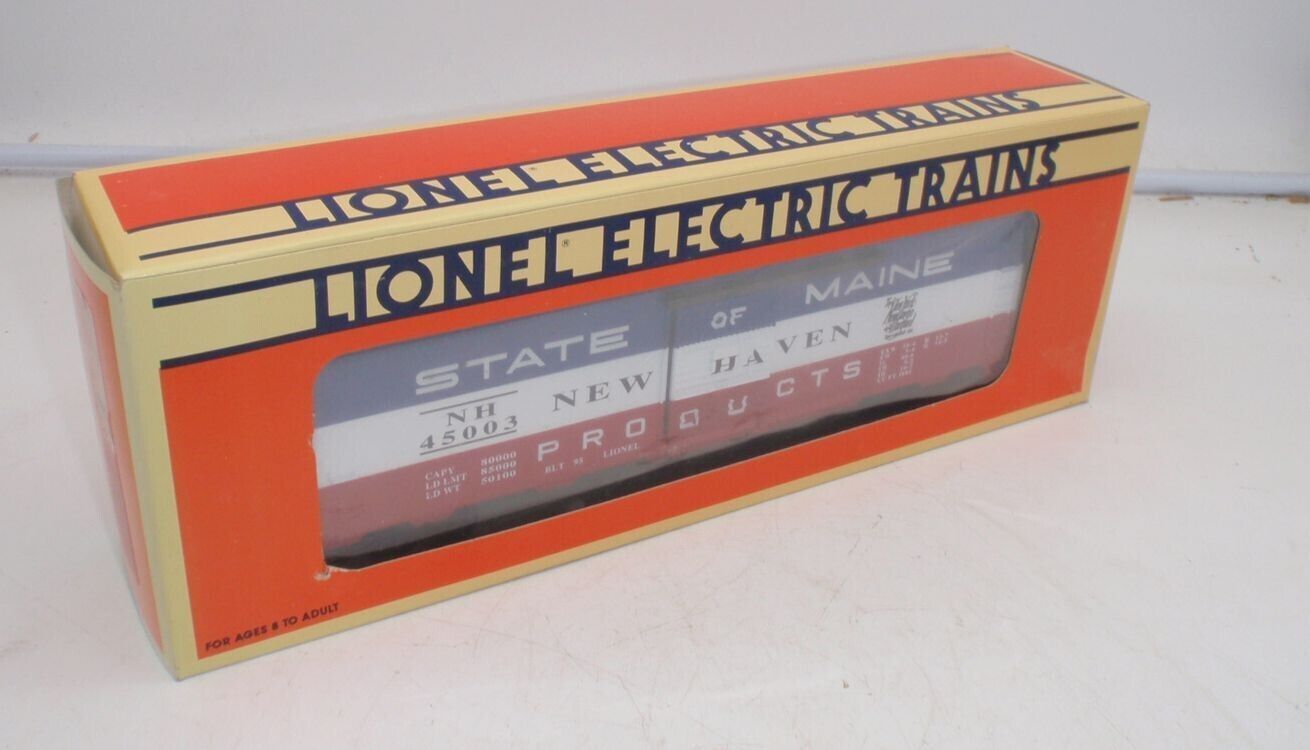 LIONEL ELECTRIC TRAINS
LIONEL® ELECTRIC TRAINS
STATE OF MAINE
NH
45003
NEW HAVEN
PRODUCTS
CAPY 80000
LD LMT 85000
LD WT 50100
BLT 95 LIONEL
FOR AGES 8 TO ADULT